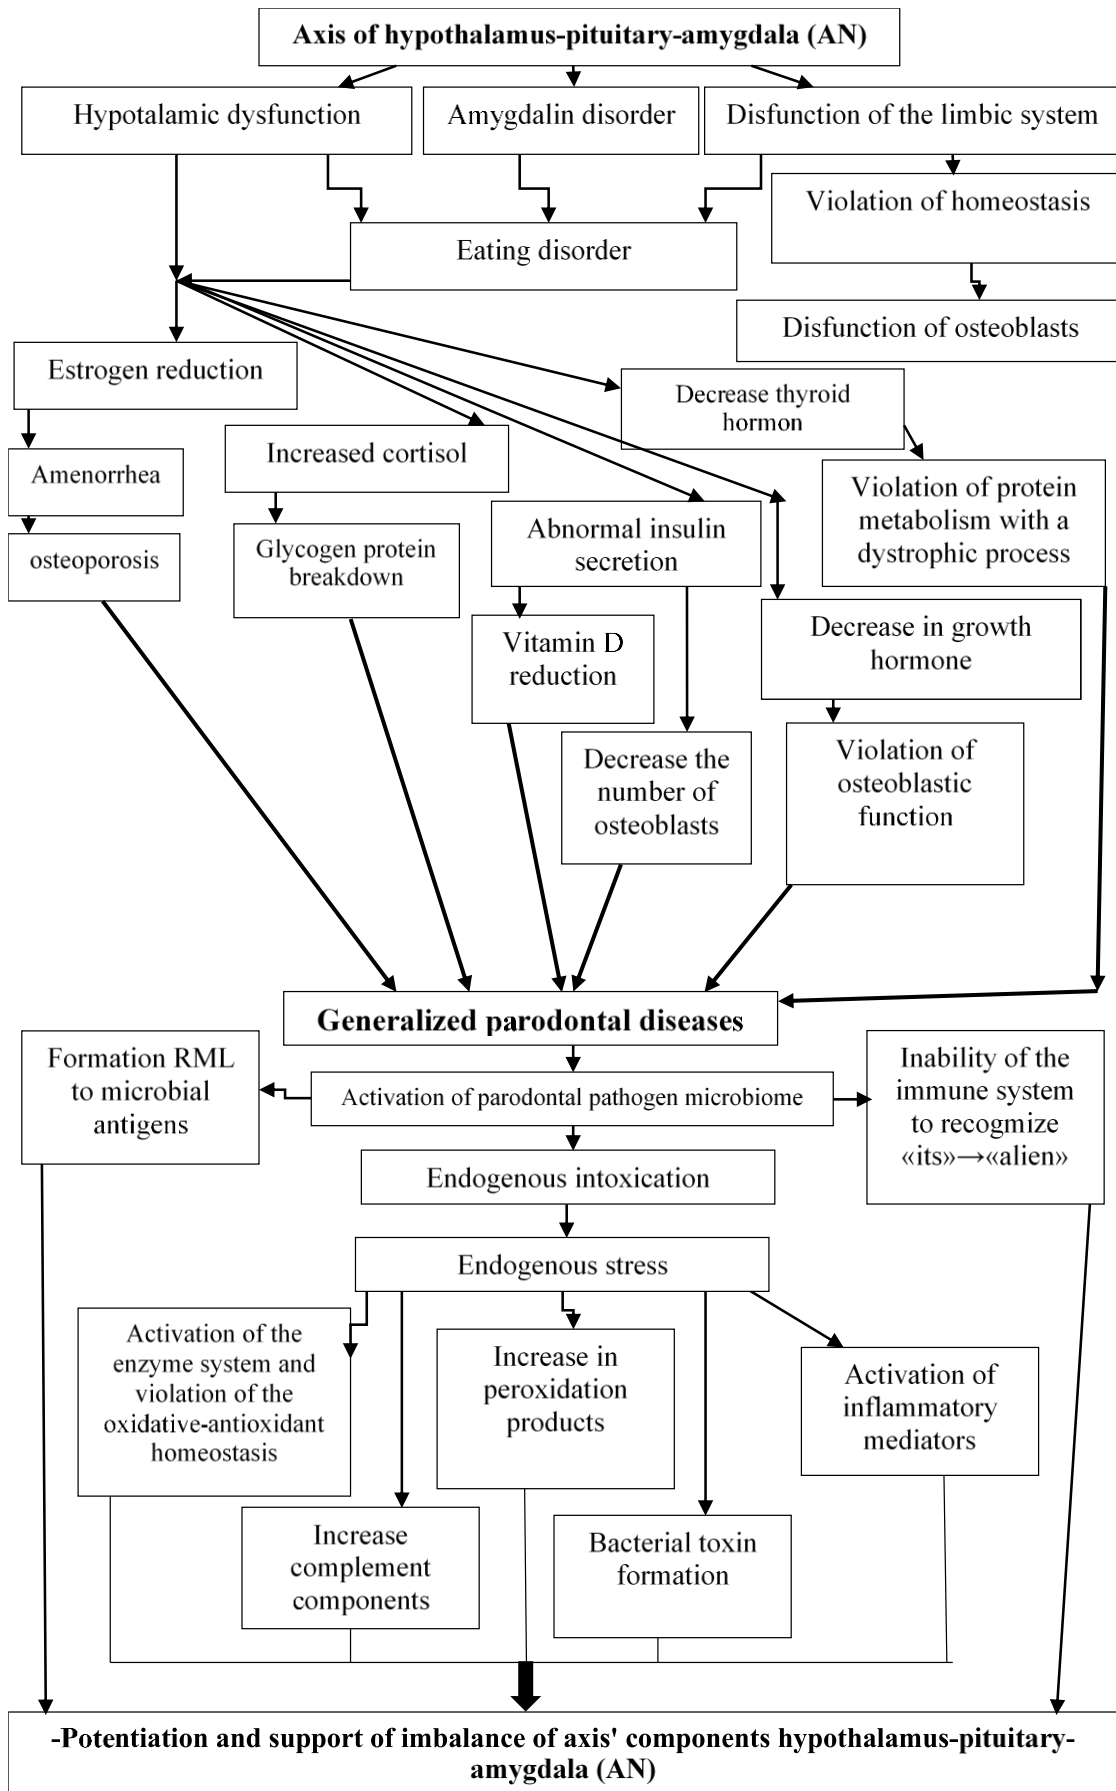 Axis of hypothalamus-pituitary-amygdala (AN)
Hypotalamic dysfunction
Amygdalin disorder
Disfunction of the limbic system
Violation of homeostasis
Eating disorder
Disfunction of osteoblasts
Estrogen reduction
Decrease thyroid
hormon
Increased cortisol
Amenorrhea
Violation of protein
metabolism with a
dystrophic process
Abnormal insulin
secretion
osteoporosis
Glycogen protein
breakdown
Vitamin D
reduction
Decrease in growth
hormone
Decrease the
number of
osteoblasts
Violation of
osteoblastic
function
Generalized parodontal diseases
Formation RML
to microbial
antigens
Activation of parodontal pathogen microbiome
Inability of the
immune system
to recogmize
«its»→«alien»
Endogenous intoxication
Endogenous stress
Activation of the
enzyme system and
violation of the
oxidative-antioxidant
homeostasis
Increase in
peroxidation
products
Activation of
inflammatory
mediators
Increase
complement
components
Bacterial toxin
formation
-Potentiation and support of imbalance of axis' components hypothalamus-pituitary-
amygdala (AN)